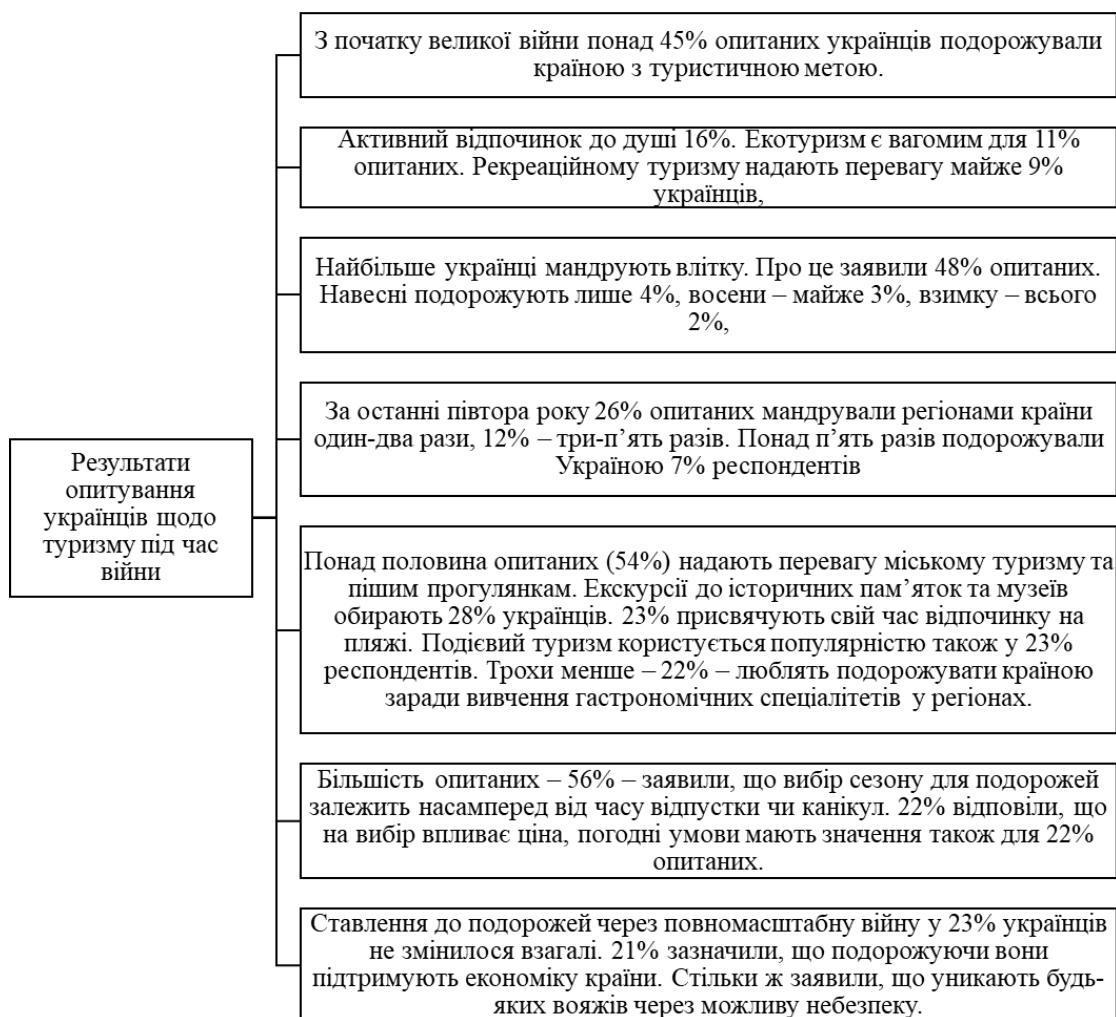 З початку великої війни понад 45% опитаних українців подорожували
країною з туристичною метою.
Активний відпочинок до душі 16%. Екотуризм є вагомим для 11%
опитаних. Рекреаційному туризму надають перевагу майже 9%
українців,
Найбільше українці мандрують влітку. Про це заявили 48% опитаних.
Навесні подорожують лише 4%, восени – майже 3%, взимку – всього
2%,
За останні півтора року 26% опитаних мандрували регіонами країни
один-два рази, 12% – три-п’ять разів. Понад п’ять разів подорожували
Україною 7% респондентів
Результати
опитування
українців щодо
туризму під час
війни
Понад половина опитаних (54%) надають перевагу міському туризму та
пішим прогулянкам. Екскурсії до історичних пам’яток та музеїв
обирають 28% українців. 23% присвячують свій час відпочинку на
пляжі. Подієвий туризм користується популярністю також у 23%
респондентів. Трохи менше – 22% – люблять подорожувати країною
заради вивчення гастрономічних спеціалітетів у регіонах.
Більшість опитаних – 56% – заявили, що вибір сезону для подорожей
залежить насамперед від часу відпустки чи канікул. 22% відповіли, що
на вибір впливає ціна, погодні умови мають значення також для 22%
опитаних.
Ставлення до подорожей через повномасштабну війну у 23% українців
не змінилося взагалі. 21% зазначили, що подорожуючи вони
підтримують економіку країни. Стільки ж заявили, що уникають будь-
яких вояжів через можливу небезпеку.